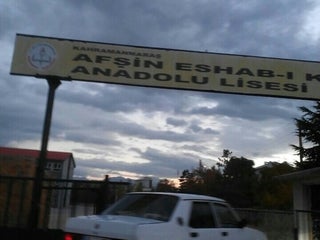 KAHRAMANMARAŞ
AFŞİN ESHAB-I K
ANADOLU LİSESİ